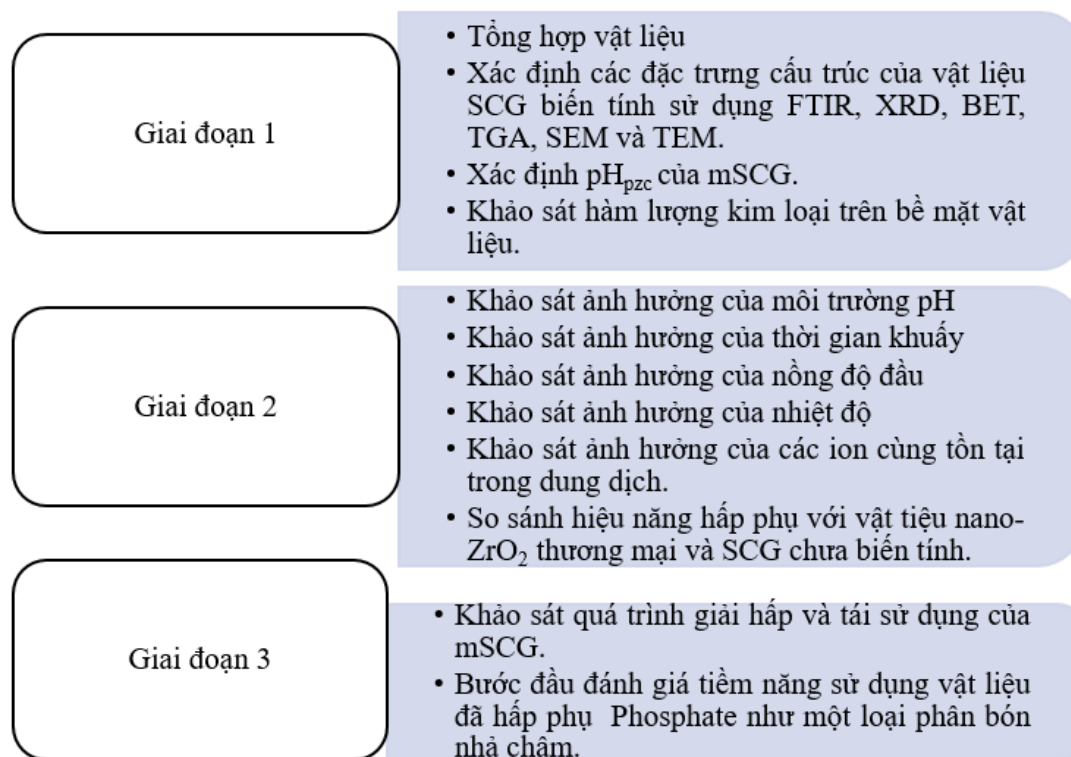 Giai đoạn 1
• Tổng hợp vật liệu
• Xác định các đặc trưng cấu trúc của vật liệu
SCG biến tính sử dụng FTIR, XRD, BET,
TGA, SEM và TEM.
• Xác định pHpzc của mSCG.
• Khảo sát hàm lượng kim loại trên bề mặt vật
liệu.
Giai đoạn 2
• Khảo sát ảnh hưởng của môi trường pH
• Khảo sát ảnh hưởng của thời gian khuấy
• Khảo sát ảnh hưởng của nồng độ đầu
• Khảo sát ảnh hưởng của nhiệt độ
• Khảo sát ảnh hưởng của các ion cùng tồn tại
trong dung dịch.
• So sánh hiệu năng hấp phụ với vật tiệu nano-
ZrO₂ thương mại và SCG chưa biến tính.
Giai đoạn 3
• Khảo sát quá trình giải hấp và tái sử dụng của
mSCG.
• Bước đầu đánh giá tiềm năng sử dụng vật liệu
đã hấp phụ Phosphate như một loại phân bón
nhả chậm.